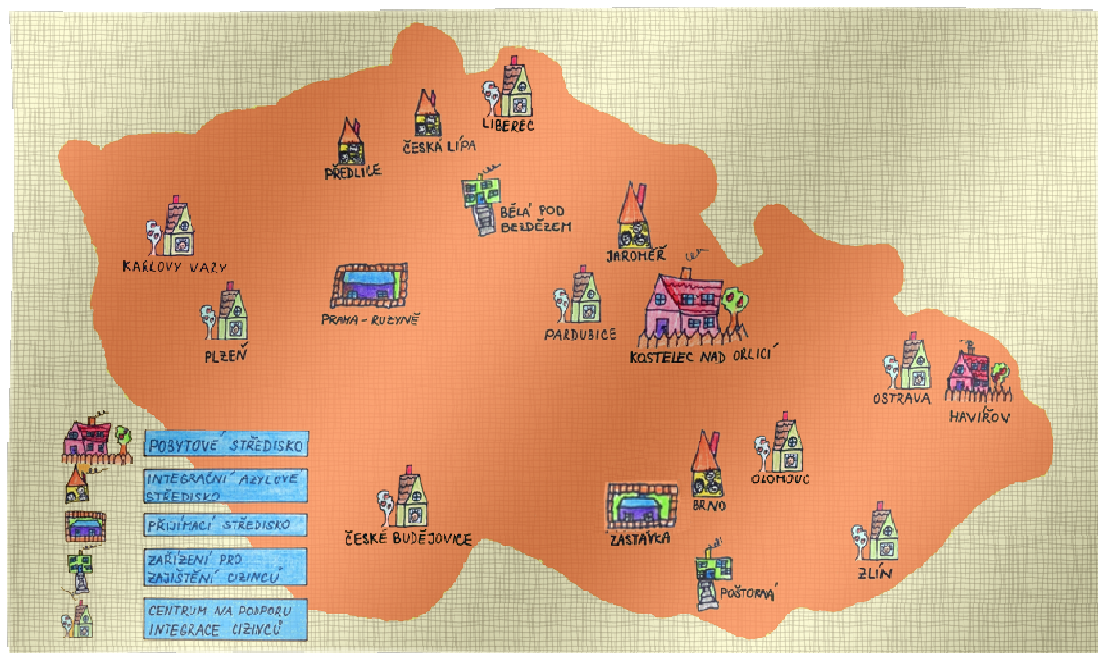 LIBEREC
ČESKÁ LÍPA
PŘEDLICE
BĚLÁ POD
BEZDĚZEM
JAROMĚŘ
KARLOVY VARY
PRAHA - RUZYNĚ
PARDUBICE
PLZEŇ
KOSTELEC NAD ORLICÍ
OSTRAVA
HAVÍŘOV
POBYTOVÉ STŘEDISKO
INTEGRAČNÍ AZYLOVÉ
STŘEDISKO
OLOMOUC
BRNO
PŘIJÍMACÍ STŘEDISKO
ČESKÉ BUDĚJOVICE
ZÁSTÁVKA
ZAŘÍZENÍ PRO
ZAJIŠTĚNÍ CIZINCŮ
ZLÍN
POŠTORNÁ
CENTRUM NA PODPORU
INTEGRACE CIZINCŮ